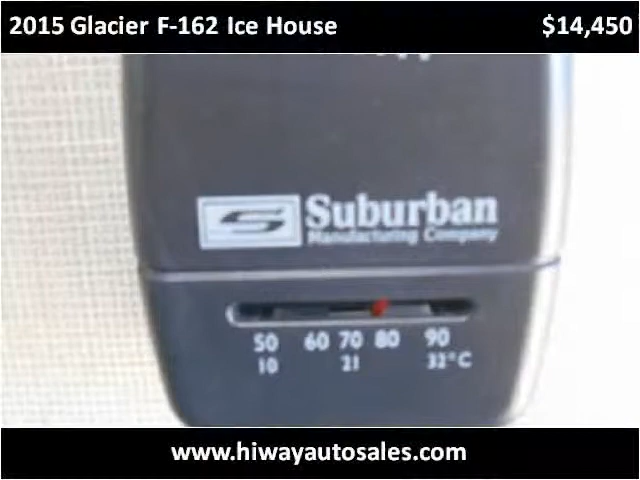 2015 Glacier F-162 Ice House $14,450
Suburban
Manufacturing Company
50 60 70 80 90
10 21 32°C
www.hiwayautosales.com